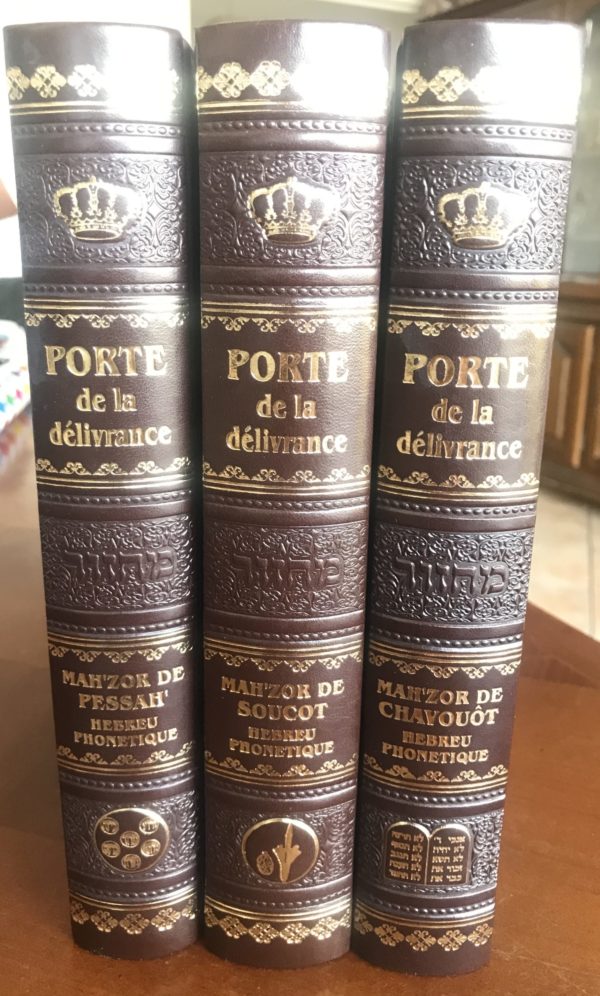 PORTE
de la
délivrance
מחזור
MAH'ZOR DE
PESSAH'
HEBREU
PHONETIQUE
PORTE
de la
délivrance
מחזור
MAH'ZOR DE
SOUCOT
HEBREU
PHONETIQUE
PORTE
de la
délivrance
מחזור
MAH'ZOR DE
CHAVOUÔT
HEBREU
PHONETIQUE